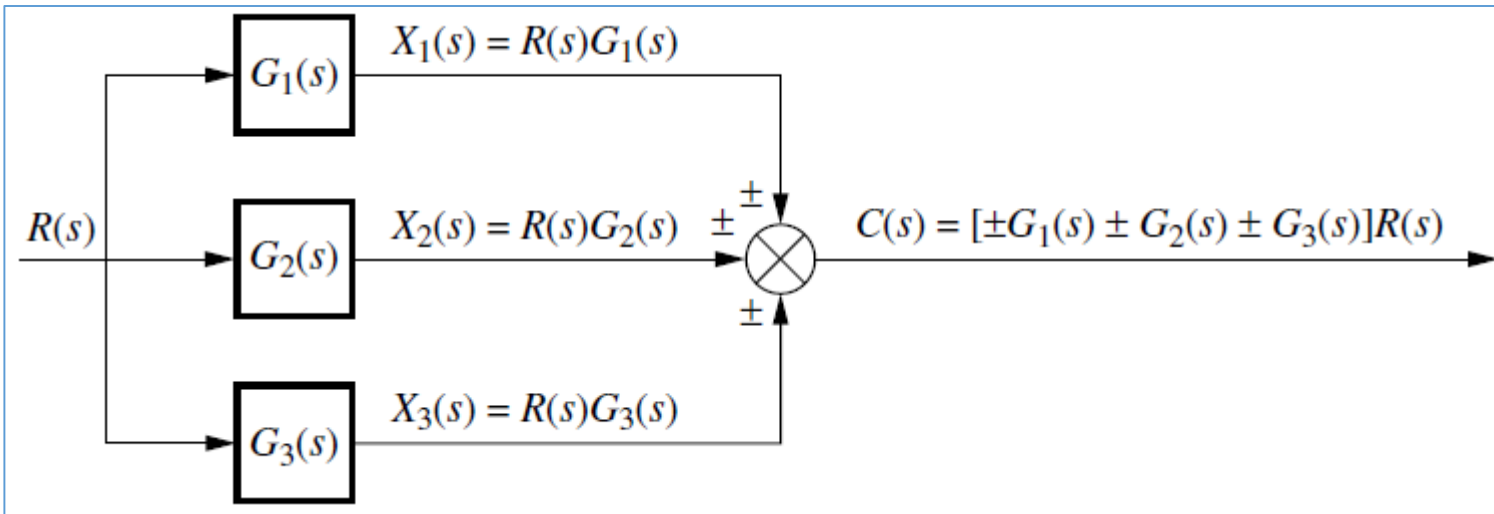 X₁(s) = R(s)G₁(s)
G₁(s)
±
R(s)
G₂(s)
X₂(s) = R(s)G₂(s)
±
C(s) = [±G₁(s) ± G₂(s) ± G₃(s)]R(s)
±
X₃(s) = R(s)G₃(s)
G₃(s)